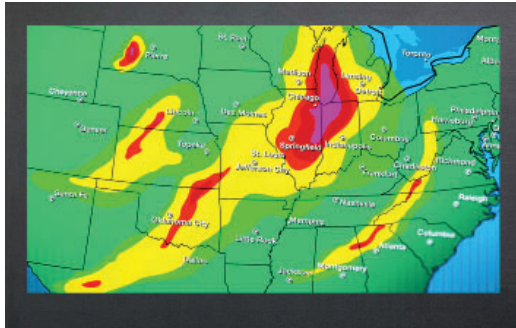 St. Paul
Pierre
Toronto
Madison
Lansing
Detroit
Cheyenne
Chicago
Lincoln
Des Moines
Philadelphia
Harrisburg
Denver
Springfield
Indianapolis
Columbus
Topeka
St. Louis
Jefferson City
Charleston
Richmond
Frankfort
Santa Fe
Nashville
Raleigh
Oklahoma City
Memphis
Little Rock
Columbia
Atlanta
Dallas
Jackson
Montgomery